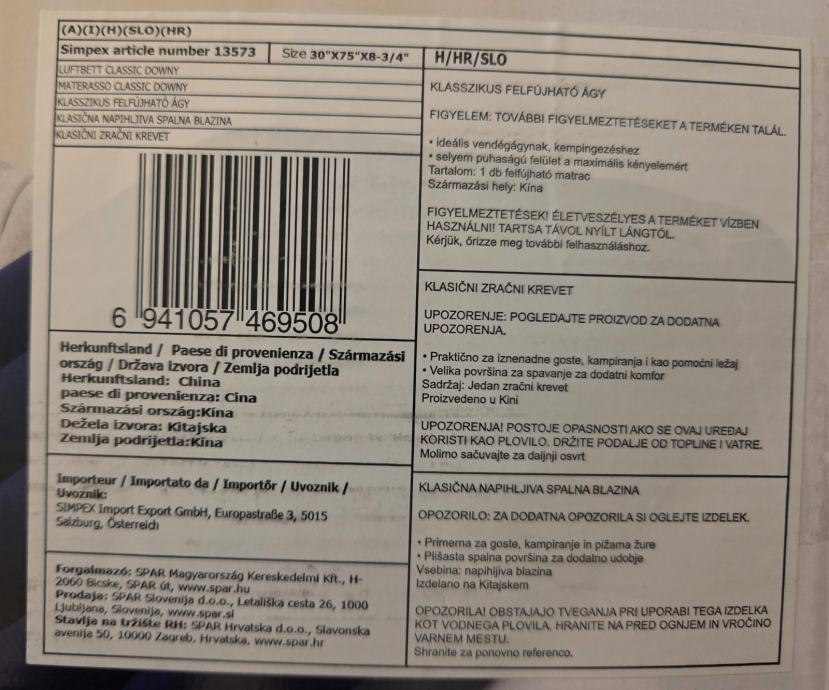 (A)(I)(H)(SLO)(HR)
Simpex article number 13573
Size 30"X75"X8-3/4"
LUFTBETT CLASSIC DOWNY
MATERASSO CLASSIC DOWNY
KLASSZIKUS FELFÚJHATÓ ÁGY
KLASIČNA NAPIHLJIVA SPALNA BLAZINA
KLASIČNI ZRAČNI KREVET
6 941057 469508
Herkunftsland / Paese di provenienza / Származási
ország / Država izvora / Zemlja podrijetla
Herkunftsland: China
paese di provenienza: Cina
Származási ország:Kína
Dežela izvora: Kitajska
Zemlja podrijetla:Kina
Importeur / Importato da / Importőr / Uvoznik /
Uvoznik:
SIMPEX Import Export GmbH, Europastraße 3, 5015
Salzburg, Österreich
Forgalmazó: SPAR Magyarország Kereskedelmi Kft., H-
2060 Bicske, SPAR út, www.spar.hu
Prodaja: SPAR Slovenija d.o.o., Letališka cesta 26, 1000
Ljubljana, Slovenija, www.spar.si
Stavlja na tržište RH: SPAR Hrvatska d.o.o., Slavonska
avenija 50, 10000 Zagreb, Hrvatska, www.spar.hr
H/HR/SLO
KLASSZIKUS FELFÚJHATÓ ÁGY
FIGYELEM: TOVÁBBI FIGYELMEZTETÉSEKET A TERMÉKEN TALÁL.
• ideális vendégágynak, kempingezéshez
• selyem puhaságú felület a maximális kényelemért
Tartalom: 1 db felfújható matrac
Származási hely: Kína
FIGYELMEZTETÉSEK! ÉLETVESZÉLYES A TERMÉKET VÍZBEN
HASZNÁLNI! TARTSA TÁVOL NYÍLT LÁNGTÓL.
Kérjük, őrizze meg további felhasználáshoz.
KLASIČNI ZRAČNI KREVET
UPOZORENJE: POGLEDAJTE PROIZVOD ZA DODATNA
UPOZORENJA.
• Praktično za iznenadne goste, kampiranja i kao pomoćni ležaj
• Velika površina za spavanje za dodatni komfor
Sadržaj: Jedan zračni krevet
Proizvedeno u Kini
UPOZORENJA! POSTOJE OPASNOSTI AKO SE OVAJ UREĐAJ
KORISTI KAO PLOVILO. DRŽITE PODALJE OD TOPLINE I VATRE.
Molimo sačuvajte za daljnji osvrt
KLASIČNA NAPIHLJIVA SPALNA BLAZINA
OPOZORILO: ZA DODATNA OPOZORILA SI OGLEJTE IZDELEK.
• Primerna za goste, kampiranje in pižama žure
• Plišasta spalna površina za dodatno udobje
Vsebina: napihljiva blazina
Izdelano na Kitajskem
OPOZORILA! OBSTAJAJO TVEGANJA PRI UPORABI TEGA IZDELKA
KOT VODNEGA PLOVILA. HRANITE NA PRED OGNJEM IN VROČINO
VARNEM MESTU.
Shranite za ponovno referenco.